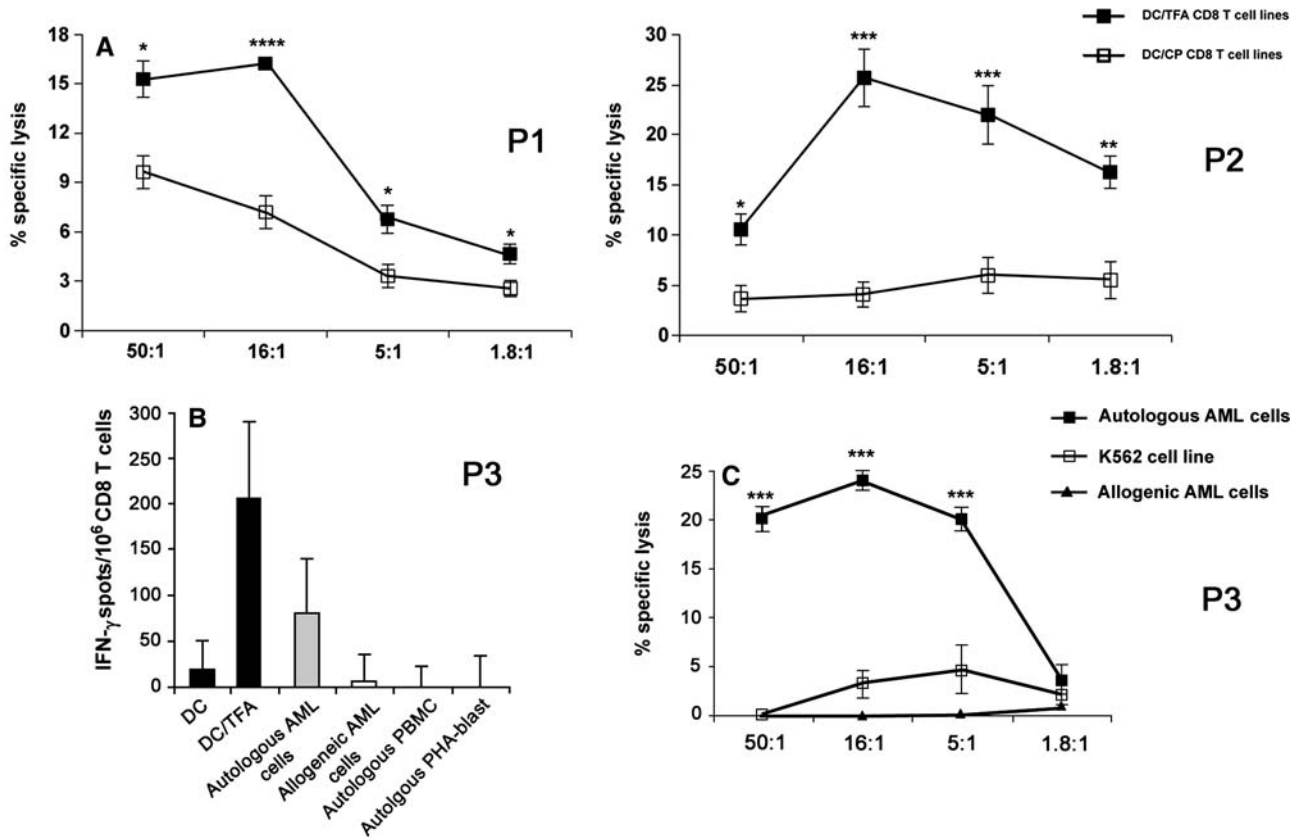 A
% specific lysis
18
15
12
9
6
3
0
*
****
*
*
P1
50:1
16:1
5:1
1.8:1
DC/TFA CD8 T cell lines
DC/CP CD8 T cell lines
% specific lysis
30
25
20
15
10
5
0
*
***
***
**
P2
50:1
16:1
5:1
1.8:1
B
IFN-γ spots/10⁶ CD8 T cells
300
250
200
150
100
50
0
P3
DC
DC/TFA
Autologous AML
cells
Allogeneic AML
cells
Autologous PBMC
Autolgous PHA-blast
Autologous AML cells
K562 cell line
Allogenic AML cells
C
% specific lysis
25
20
15
10
5
0
***
***
***
P3
50:1
16:1
5:1
1.8:1